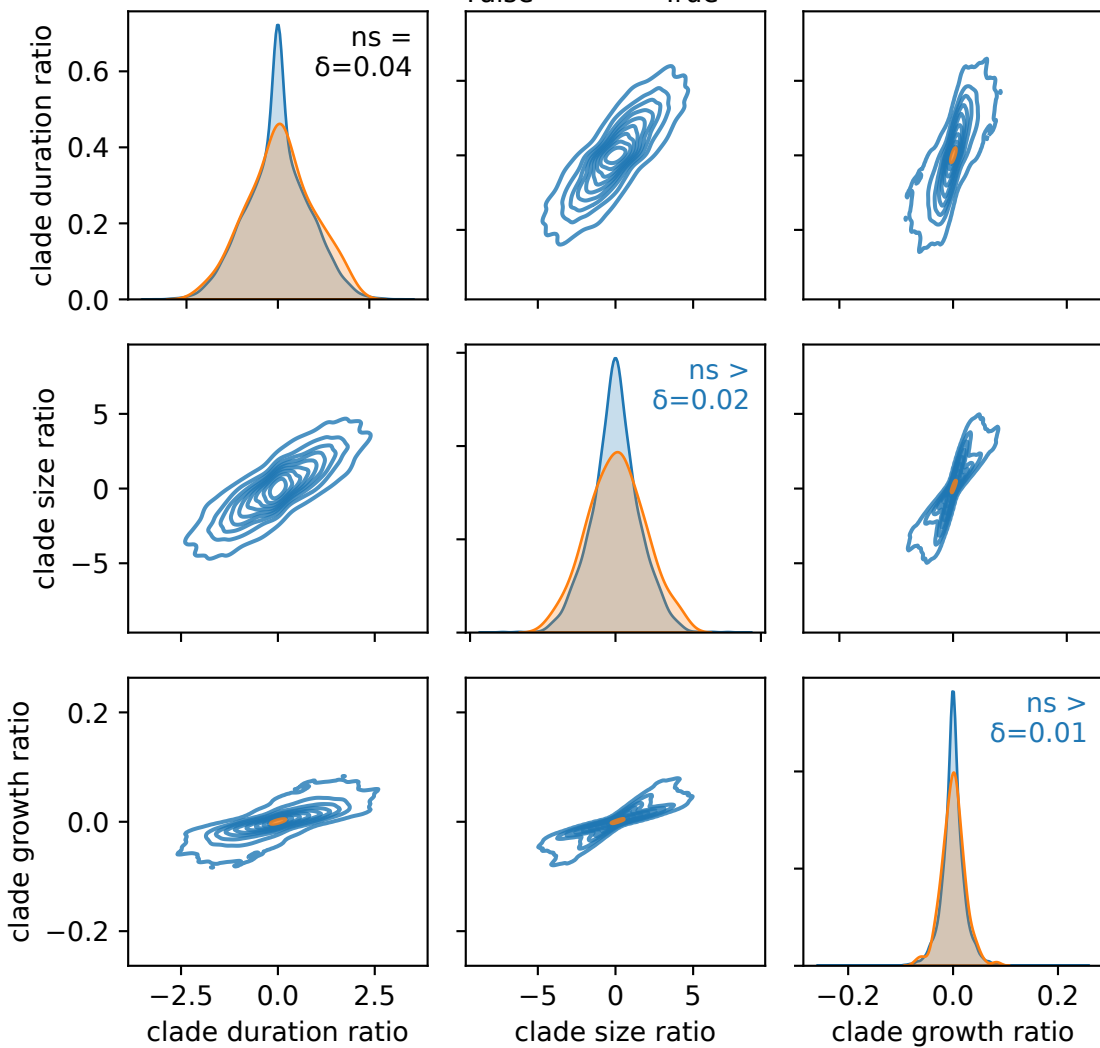 clade duration ratio
0.6
0.4
0.2
0.0
ns =
δ=0.04
clade size ratio
5
0
−5
ns >
δ=0.02
clade growth ratio
0.2
0.0
−0.2
ns >
δ=0.01
−2.5 0.0 2.5
−5 0 5
−0.2 0.0 0.2
clade duration ratio
clade size ratio
clade growth ratio